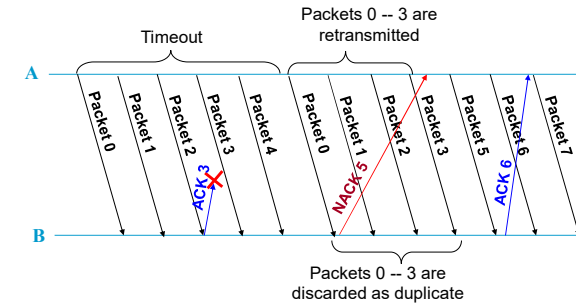 Packets 0 -- 3 are
retransmitted
Timeout
A
Packet 0
Packet 1
Packet 2
Packet 3
Packet 4
Packet 0
Packet 1
Packet 2
Packet 3
Packet 5
Packet 6
Packet 7
ACK 3
NACK 5
ACK 6
B
Packets 0 -- 3 are
discarded as duplicate